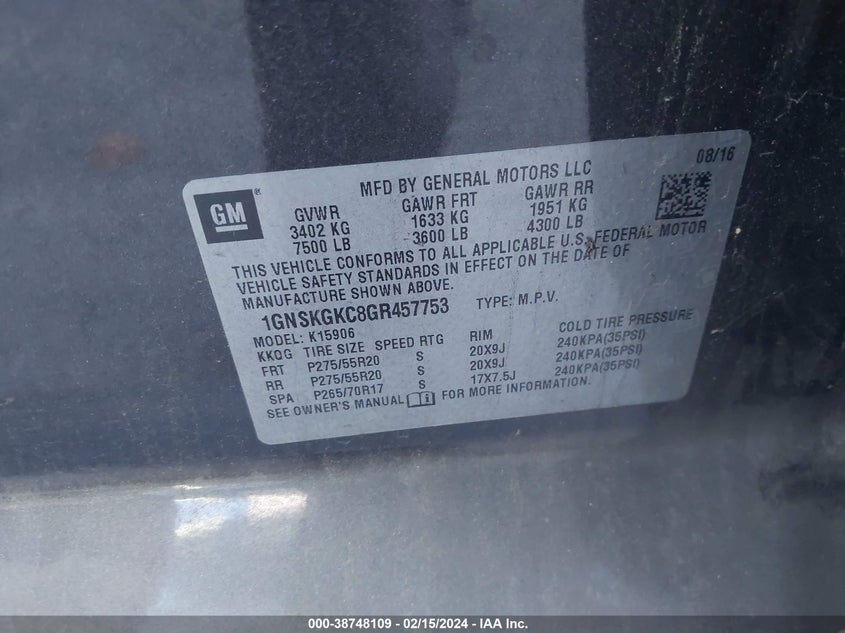 08/16
MFD BY GENERAL MOTORS LLC
GM®
GVWR GAWR FRT GAWR RR
3402 KG 1633 KG 1951 KG
7500 LB 3600 LB 4300 LB
THIS VEHICLE CONFORMS TO ALL APPLICABLE U.S. FEDERAL MOTOR
VEHICLE SAFETY STANDARDS IN EFFECT ON THE DATE OF
MANUFACTURE SHOWN ABOVE.
1GNSKGKC8GR457753 TYPE: M.P.V.
MODEL: K15906
KKOG TIRE SIZE SPEED RTG RIM COLD TIRE PRESSURE
FRT P275/55R20 S 20X9J 240KPA(35PSI)
RR P275/55R20 S 20X9J 240KPA(35PSI)
SPA P265/70R17 S 17X7.5J 240KPA(35PSI)
SEE OWNER'S MANUAL i FOR MORE INFORMATION.
000-38748109 - 02/15/2024 - IAA Inc.